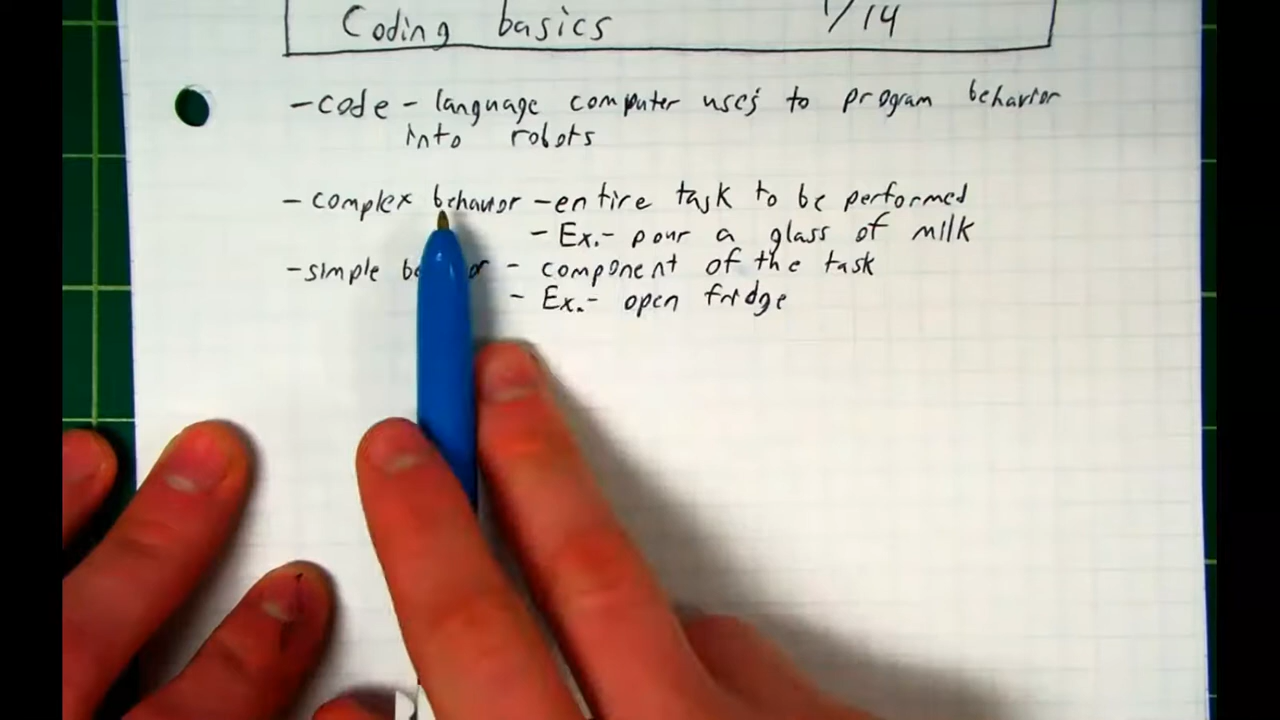 Coding basics 1/14
- code - language computer uses to program behavior
into robots
- complex behavior - entire task to be performed
- Ex. - pour a glass of milk
- simple - component of the task
- Ex. - open fridge